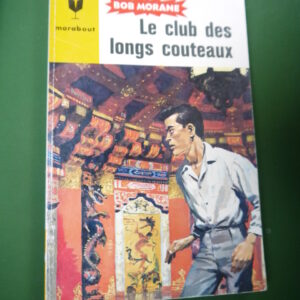 marabout
BOB MORANE
Le club des
longs couteaux